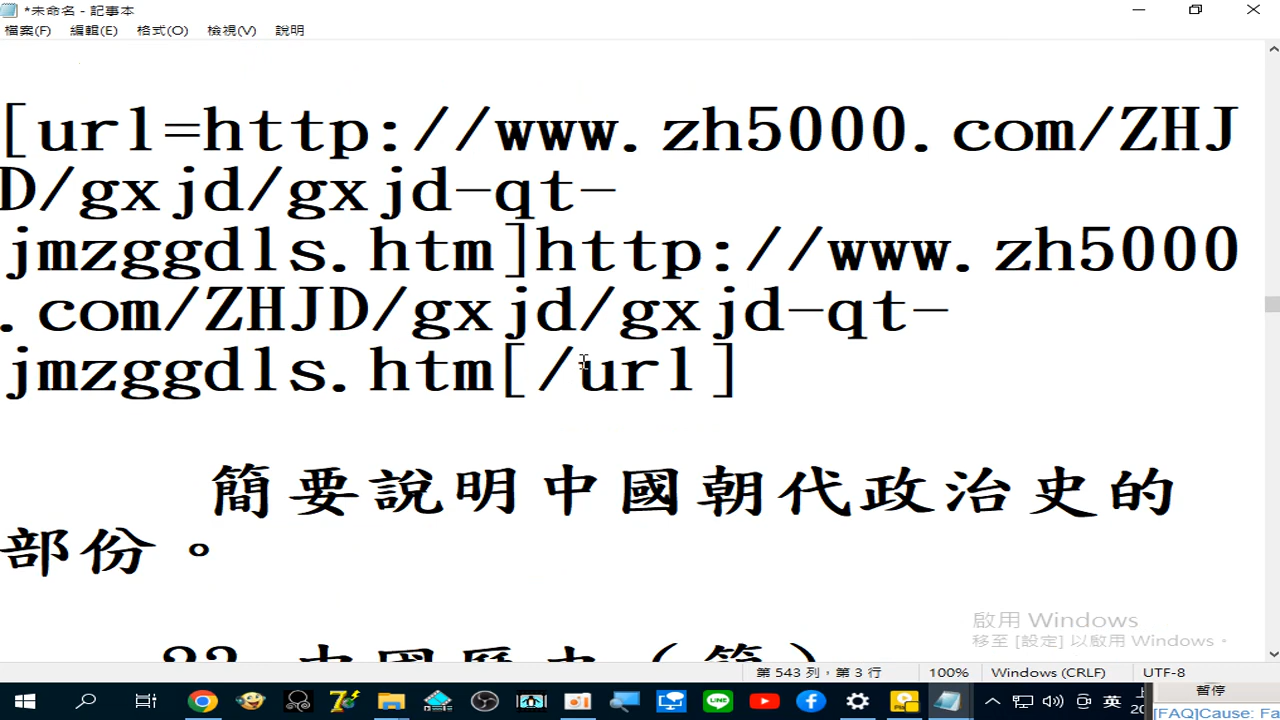 *未命名 - 記事本
檔案(F) 編輯(E) 格式(O) 檢視(V) 說明
[url=http://www.zh5000.com/ZHJ
D/gxjd/gxjd-qt-
jmzggdls.htm]http://www.zh5000
.com/ZHJD/gxjd/gxjd-qt-
jmzggdls.htm[/url]
簡要說明中國朝代政治史的
部份。
啟用 Windows
移至 [設定] 以啟用 Windows。
第 543 列，第 3 行 100% Windows (CRLF) UTF-8
英
暫停
[FAQ]Cause: Fa